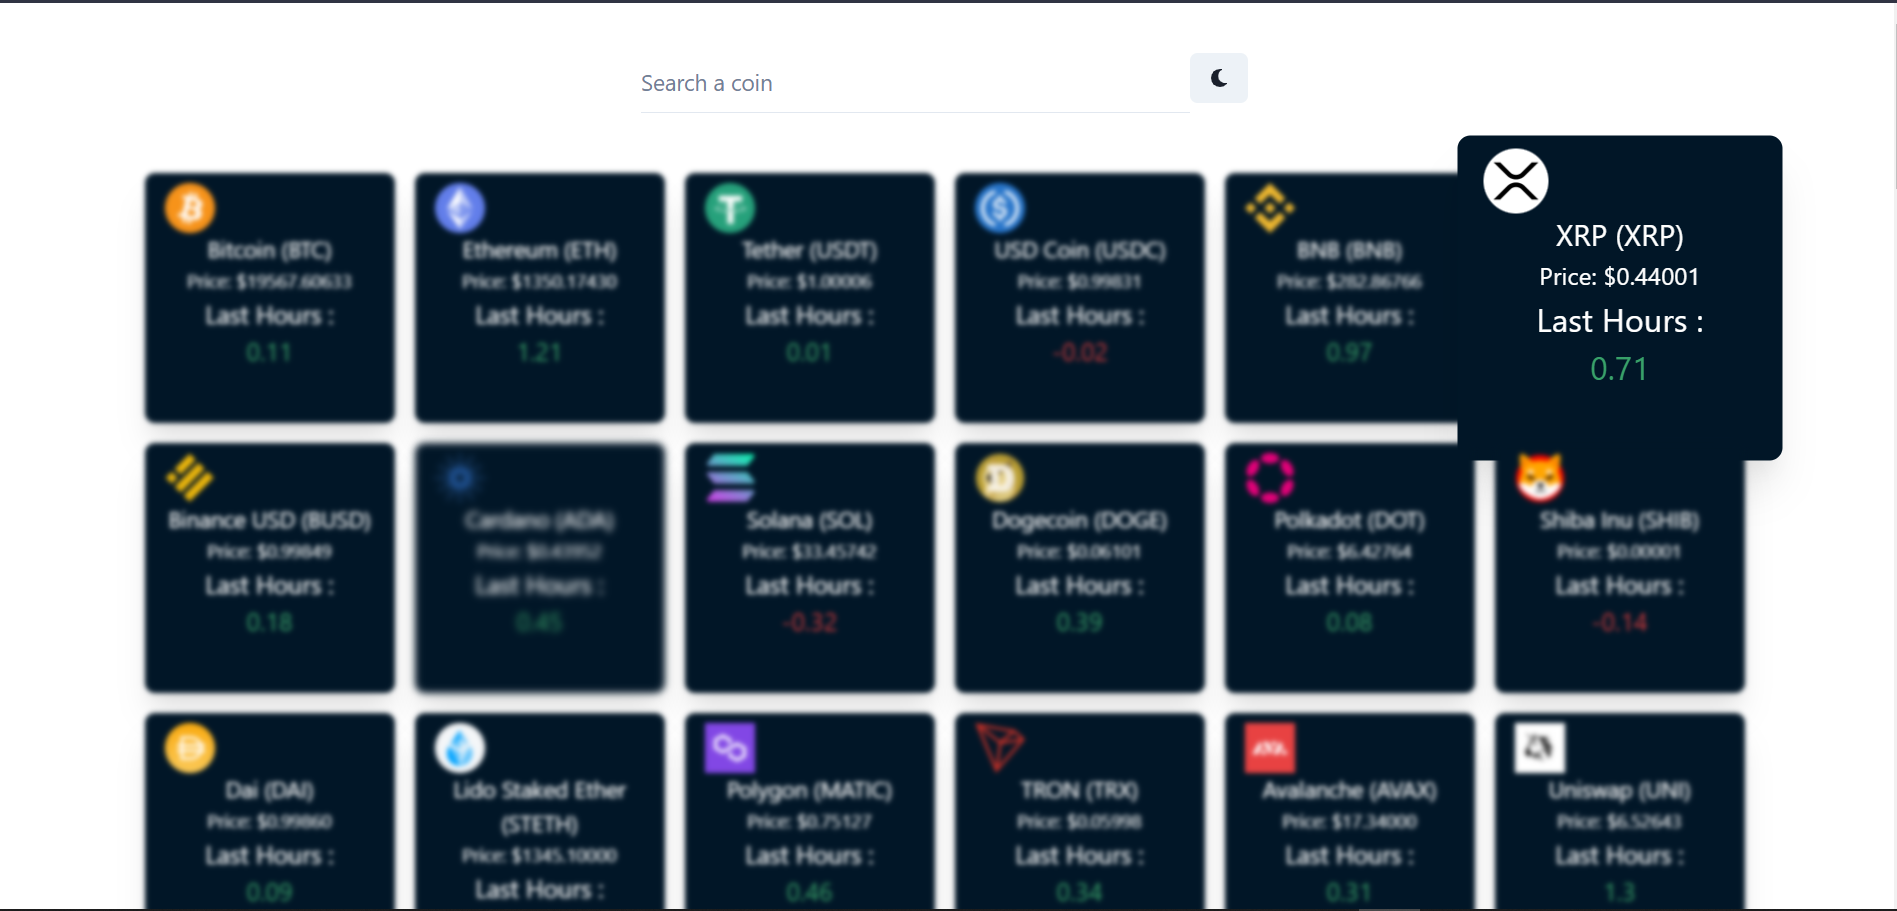 Search a coin
Bitcoin (BTC)
Price: $19567.60633
Last Hours :
0.11
Ethereum (ETH)
Price: $1350.17430
Last Hours :
1.21
Tether (USDT)
Price: $1.00006
Last Hours :
0.01
USD Coin (USDC)
Price: $0.99831
Last Hours :
-0.02
BNB (BNB)
Price: $282.86766
Last Hours :
0.97
XRP (XRP)
Price: $0.44001
Last Hours :
0.71
Binance USD (BUSD)
Price: $0.99849
Last Hours :
0.18
Cardano (ADA)
Price:
Last Hours :
0.45
Solana (SOL)
Price: $33.45742
Last Hours :
-0.32
Dogecoin (DOGE)
Price: $0.06101
Last Hours :
0.39
Polkadot (DOT)
Price: $6.42764
Last Hours :
0.08
Shiba Inu (SHIB)
Price: $0.00001
Last Hours :
-0.14
Dai (DAI)
Price: $0.99860
Last Hours :
0.09
Lido Staked Ether
(STETH)
Price: $1345.10000
Last Hours :
Polygon (MATIC)
Price: $0.75127
Last Hours :
0.46
TRON (TRX)
Price: $0.05998
Last Hours :
0.34
Avalanche (AVAX)
Price: $17.34000
Last Hours :
0.31
Uniswap (UNI)
Price: $6.52643
Last Hours :
1.3